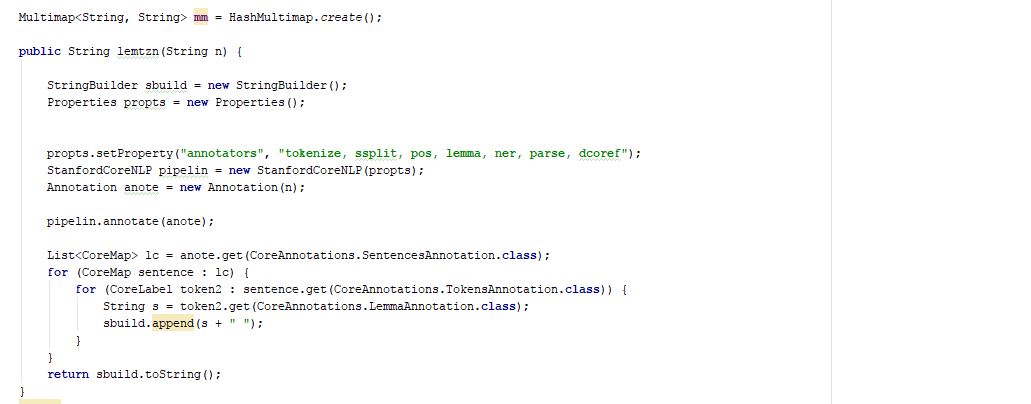 Multimap<String, String> mm = HashMultimap.create();
public String lemtzn(String n) {
StringBuilder sbuild = new StringBuilder();
Properties propts = new Properties();
propts.setProperty("annotators", "tokenize, ssplit, pos, lemma, ner, parse, dcoref");
StanfordCoreNLP pipelin = new StanfordCoreNLP(propts);
Annotation anote = new Annotation(n);
pipelin.annotate(anote);
List<CoreMap> lc = anote.get(CoreAnnotations.SentencesAnnotation.class);
for (CoreMap sentence : lc) {
for (CoreLabel token2 : sentence.get(CoreAnnotations.TokensAnnotation.class)) {
String s = token2.get(CoreAnnotations.LemmaAnnotation.class);
sbuild.append(s + " ");
}
}
return sbuild.toString();
}